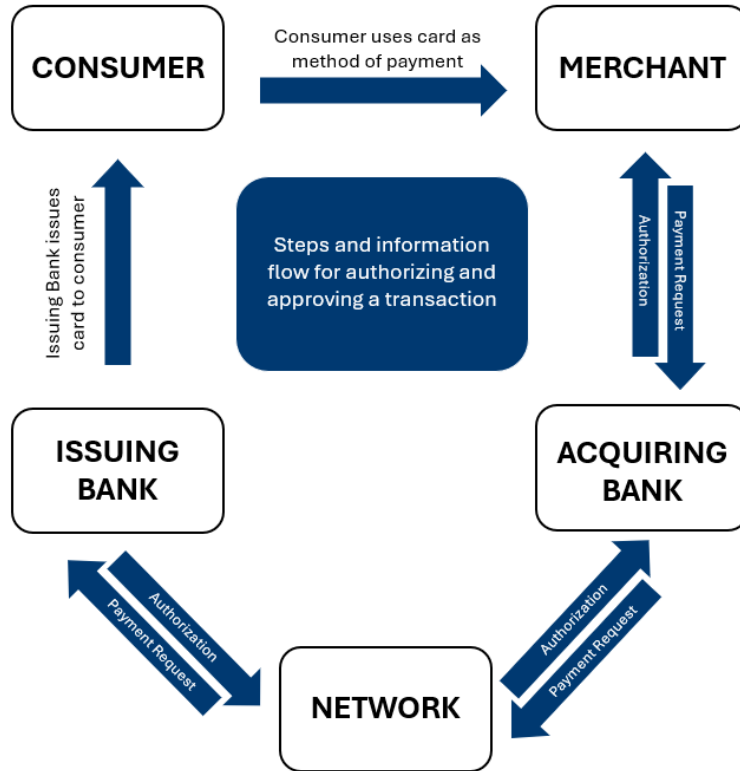 CONSUMER
Consumer uses card as
method of payment
MERCHANT
Issuing Bank issues
card to consumer
Steps and information
flow for authorizing and
approving a transaction
Authorization
Payment Request
ISSUING
BANK
ACQUIRING
BANK
Authorization
Payment Request
Authorization
Payment Request
NETWORK